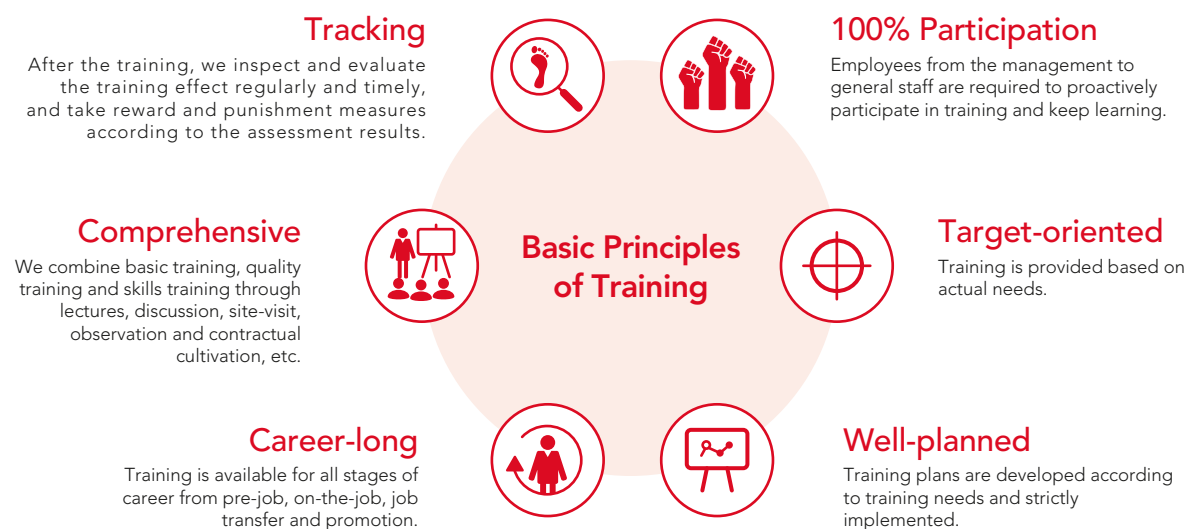 Tracking
After the training, we inspect and evaluate
the training effect regularly and timely,
and take reward and punishment measures
according to the assessment results.
100% Participation
Employees from the management to
general staff are required to proactively
participate in training and keep learning.
Comprehensive
We combine basic training, quality
training and skills training through
lectures, discussion, site-visit,
observation and contractual
cultivation, etc.
Basic Principles
of Training
Target-oriented
Training is provided based on
actual needs.
Career-long
Training is available for all stages of
career from pre-job, on-the-job, job
transfer and promotion.
Well-planned
Training plans are developed according
to training needs and strictly
implemented.